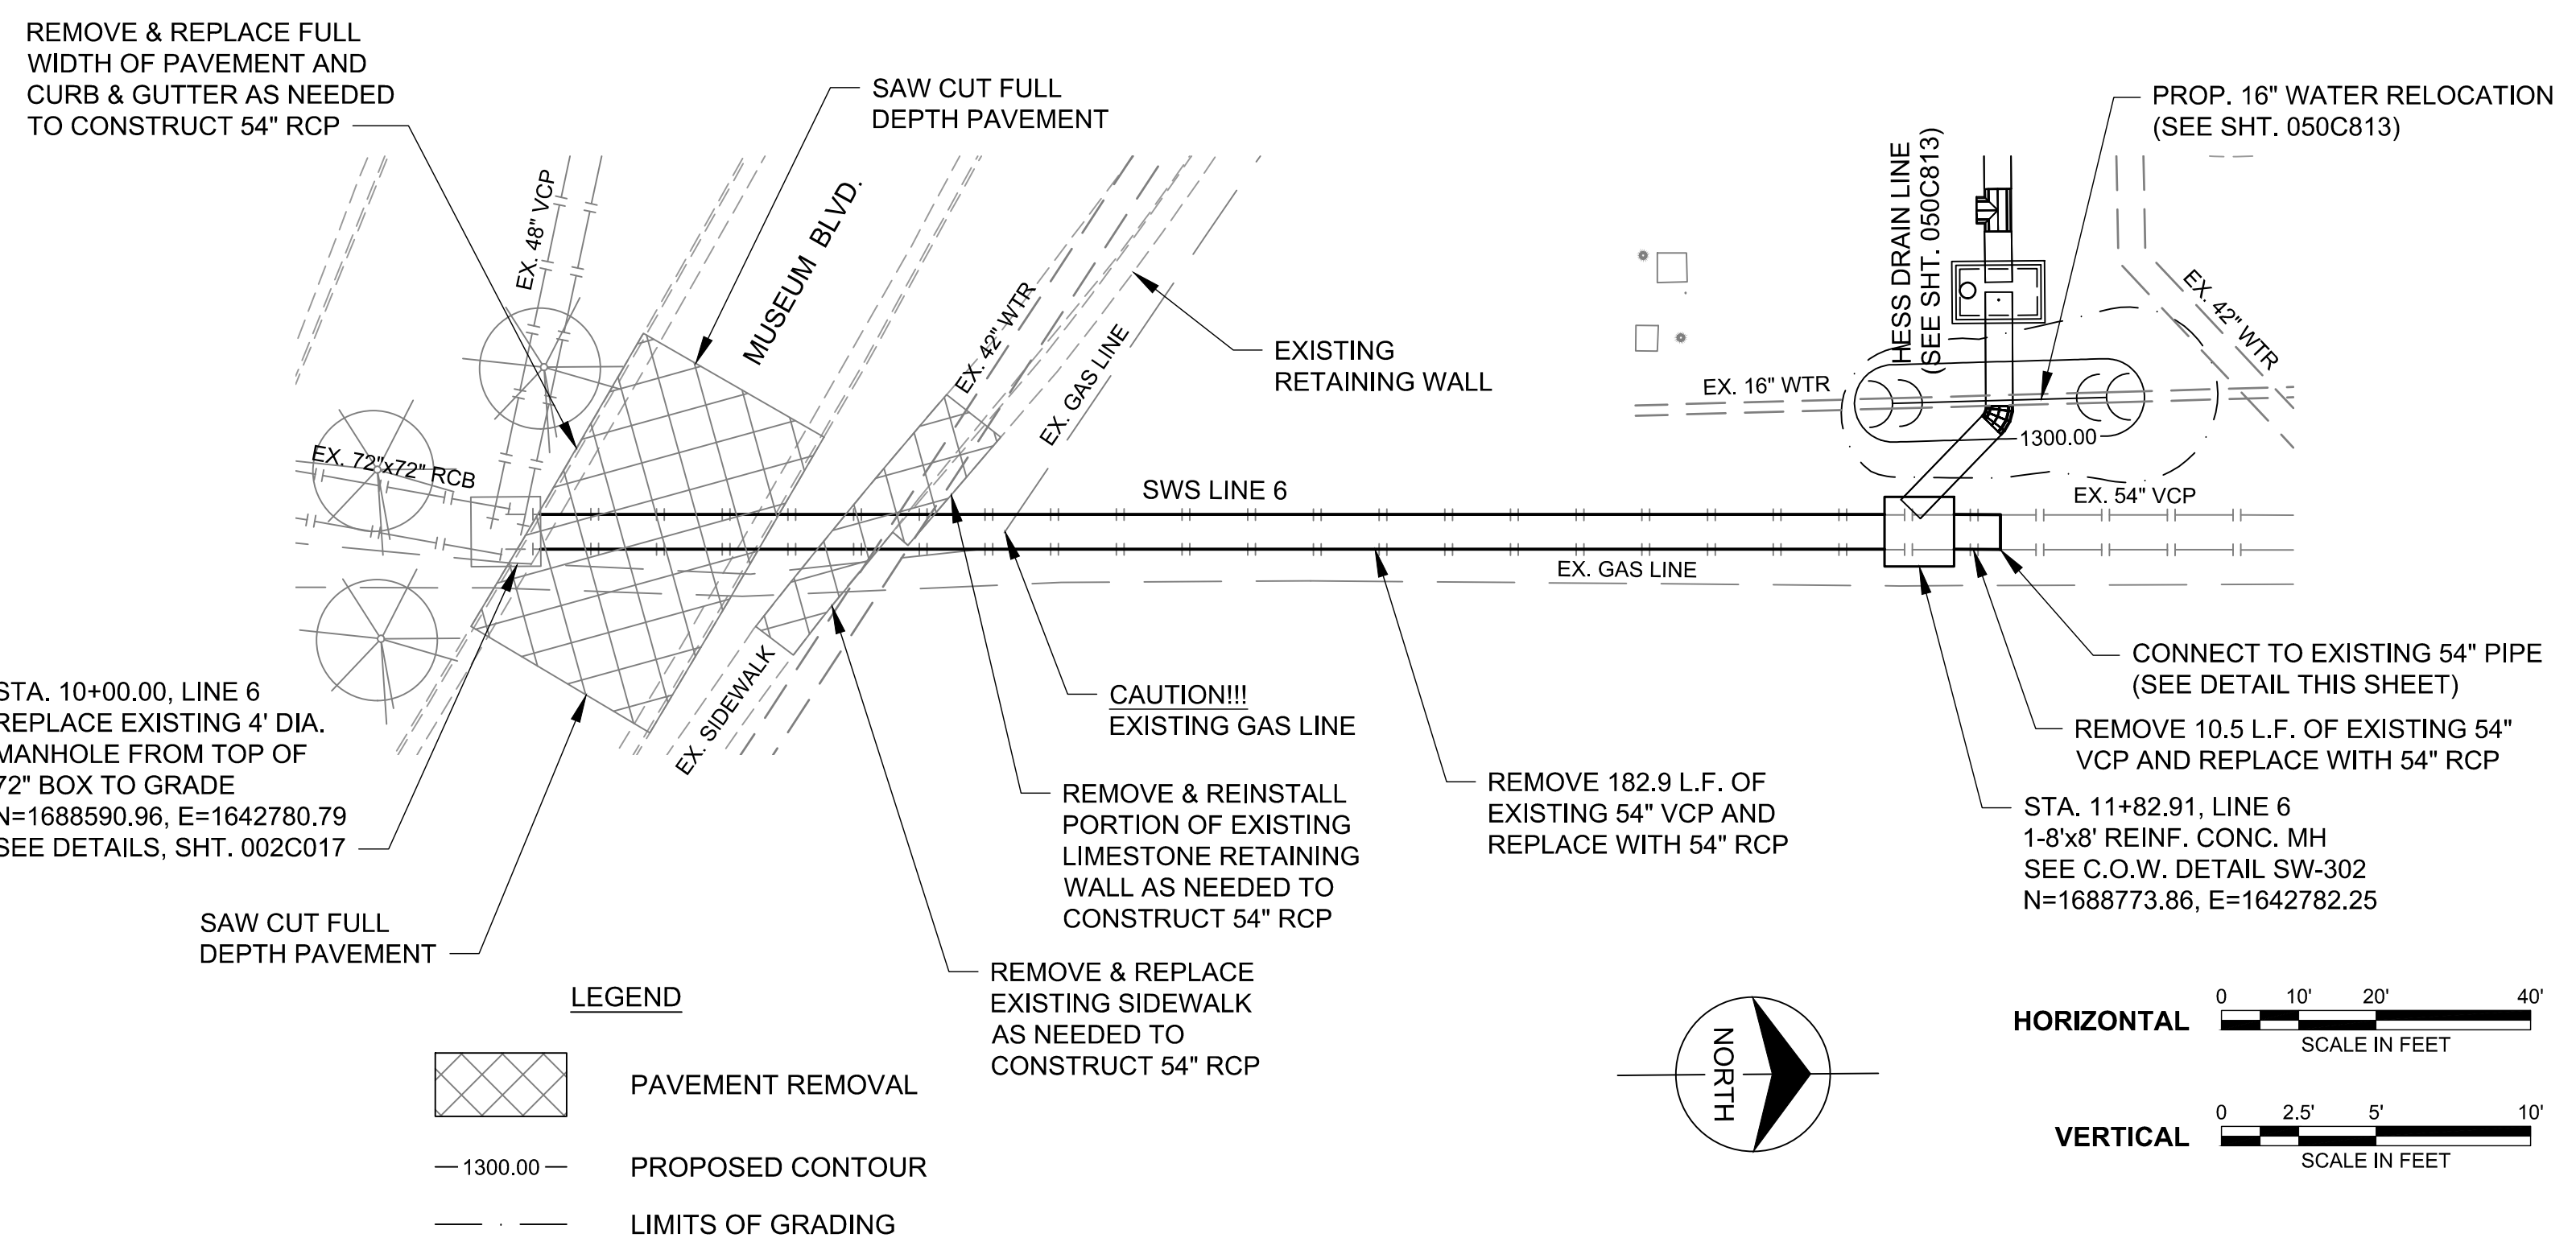 REMOVE & REPLACE FULL
WIDTH OF PAVEMENT AND
CURB & GUTTER AS NEEDED
TO CONSTRUCT 54" RCP
SAW CUT FULL
DEPTH PAVEMENT
PROP. 16" WATER RELOCATION
(SEE SHT. 050C813)
HESS DRAIN LINE
(SEE SHT. 050C813)
EX. 48" VCP
MUSEUM BLVD.
EX. 42" WTR
EX. GAS LINE
EXISTING
RETAINING WALL
EX. 16" WTR
EX. 42" WTR
1300.00
EX. 72"x72" RCB
SWS LINE 6
EX. 54" VCP
EX. GAS LINE
EX. SIDEWALK
CONNECT TO EXISTING 54" PIPE
(SEE DETAIL THIS SHEET)
REMOVE 10.5 L.F. OF EXISTING 54"
VCP AND REPLACE WITH 54" RCP
STA. 11+82.91, LINE 6
1-8'x8' REINF. CONC. MH
SEE C.O.W. DETAIL SW-302
N=1688773.86, E=1642782.25
STA. 10+00.00, LINE 6
REPLACE EXISTING 4' DIA.
MANHOLE FROM TOP OF
72" BOX TO GRADE
N=1688590.96, E=1642780.79
SEE DETAILS, SHT. 002C017
CAUTION!!!
EXISTING GAS LINE
REMOVE & REINSTALL
PORTION OF EXISTING
LIMESTONE RETAINING
WALL AS NEEDED TO
CONSTRUCT 54" RCP
REMOVE 182.9 L.F. OF
EXISTING 54" VCP AND
REPLACE WITH 54" RCP
SAW CUT FULL
DEPTH PAVEMENT
REMOVE & REPLACE
EXISTING SIDEWALK
AS NEEDED TO
CONSTRUCT 54" RCP
LEGEND
PAVEMENT REMOVAL
1300.00 PROPOSED CONTOUR
LIMITS OF GRADING
NORTH
HORIZONTAL
0 10' 20' 40'
SCALE IN FEET
VERTICAL
0 2.5' 5' 10'
SCALE IN FEET